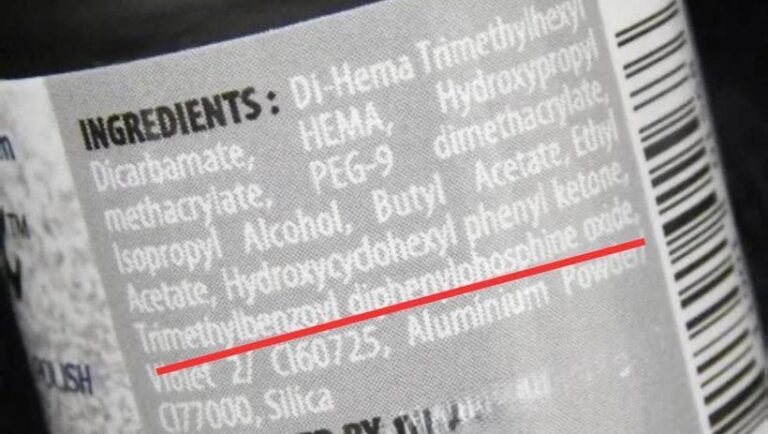 INGREDIENTS: Di-Hema Trimethylhexyl
Dicarbamate, HEMA, Hydroxypropyl
methacrylate, PEG-9 dimethacrylate,
Isopropyl Alcohol, Butyl Acetate, Ethyl
Acetate, Hydroxycyclohexyl phenyl ketone,
Trimethylbenzoyl diphenylphosphine oxide,
Violet 2/ CI60725, Aluminium Powder
CI77000, Silica
TM